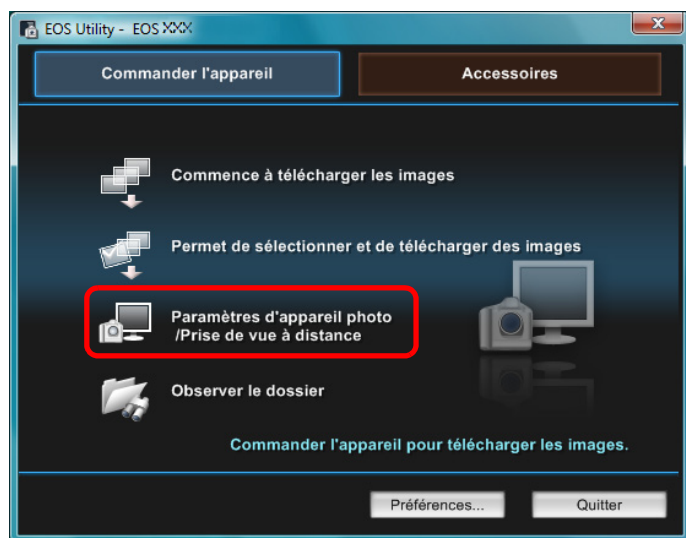 EOS Utility - EOS XXX
Commander l'appareil
Accessoires
Commence à télécharger les images
Permet de sélectionner et de télécharger des images
Paramètres d'appareil photo
/Prise de vue à distance
Observer le dossier
Commander l'appareil pour télécharger les images.
Préférences...
Quitter